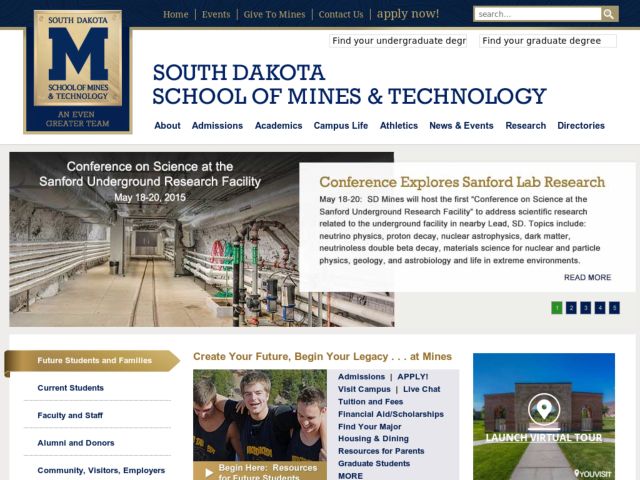 Home | Events | Give To Mines | Contact Us | apply now!
search...
SOUTH DAKOTA
M
SCHOOL OF MINES
& TECHNOLOGY
AN EVEN
GREATER TEAM
Find your undergraduate degr
Find your graduate degree
SOUTH DAKOTA
SCHOOL OF MINES & TECHNOLOGY
About Admissions Academics Campus Life Athletics News & Events Research Directories
Conference on Science at the
Sanford Underground Research Facility
May 18-20, 2015
Conference Explores Sanford Lab Research
May 18-20: SD Mines will host the first "Conference on Science at the
Sanford Underground Research Facility" to address scientific research
related to the underground facility in nearby Lead, SD. Topics include:
neutrino physics, proton decay, nuclear astrophysics, dark matter,
neutrinoless double beta decay, materials science for nuclear and particle
physics, geology, and astrobiology and life in extreme environments.
READ MORE
1 2 3 4 5
Future Students and Families
Current Students
Faculty and Staff
Alumni and Donors
Community, Visitors, Employers
Create Your Future, Begin Your Legacy . . . at Mines
Begin Here: Resources
for Future Students
Admissions | APPLY!
Visit Campus | Live Chat
Tuition and Fees
Financial Aid/Scholarships
Find Your Major
Housing & Dining
Resources for Parents
Graduate Students
MORE
LAUNCH VIRTUAL TOUR
YOUVISIT